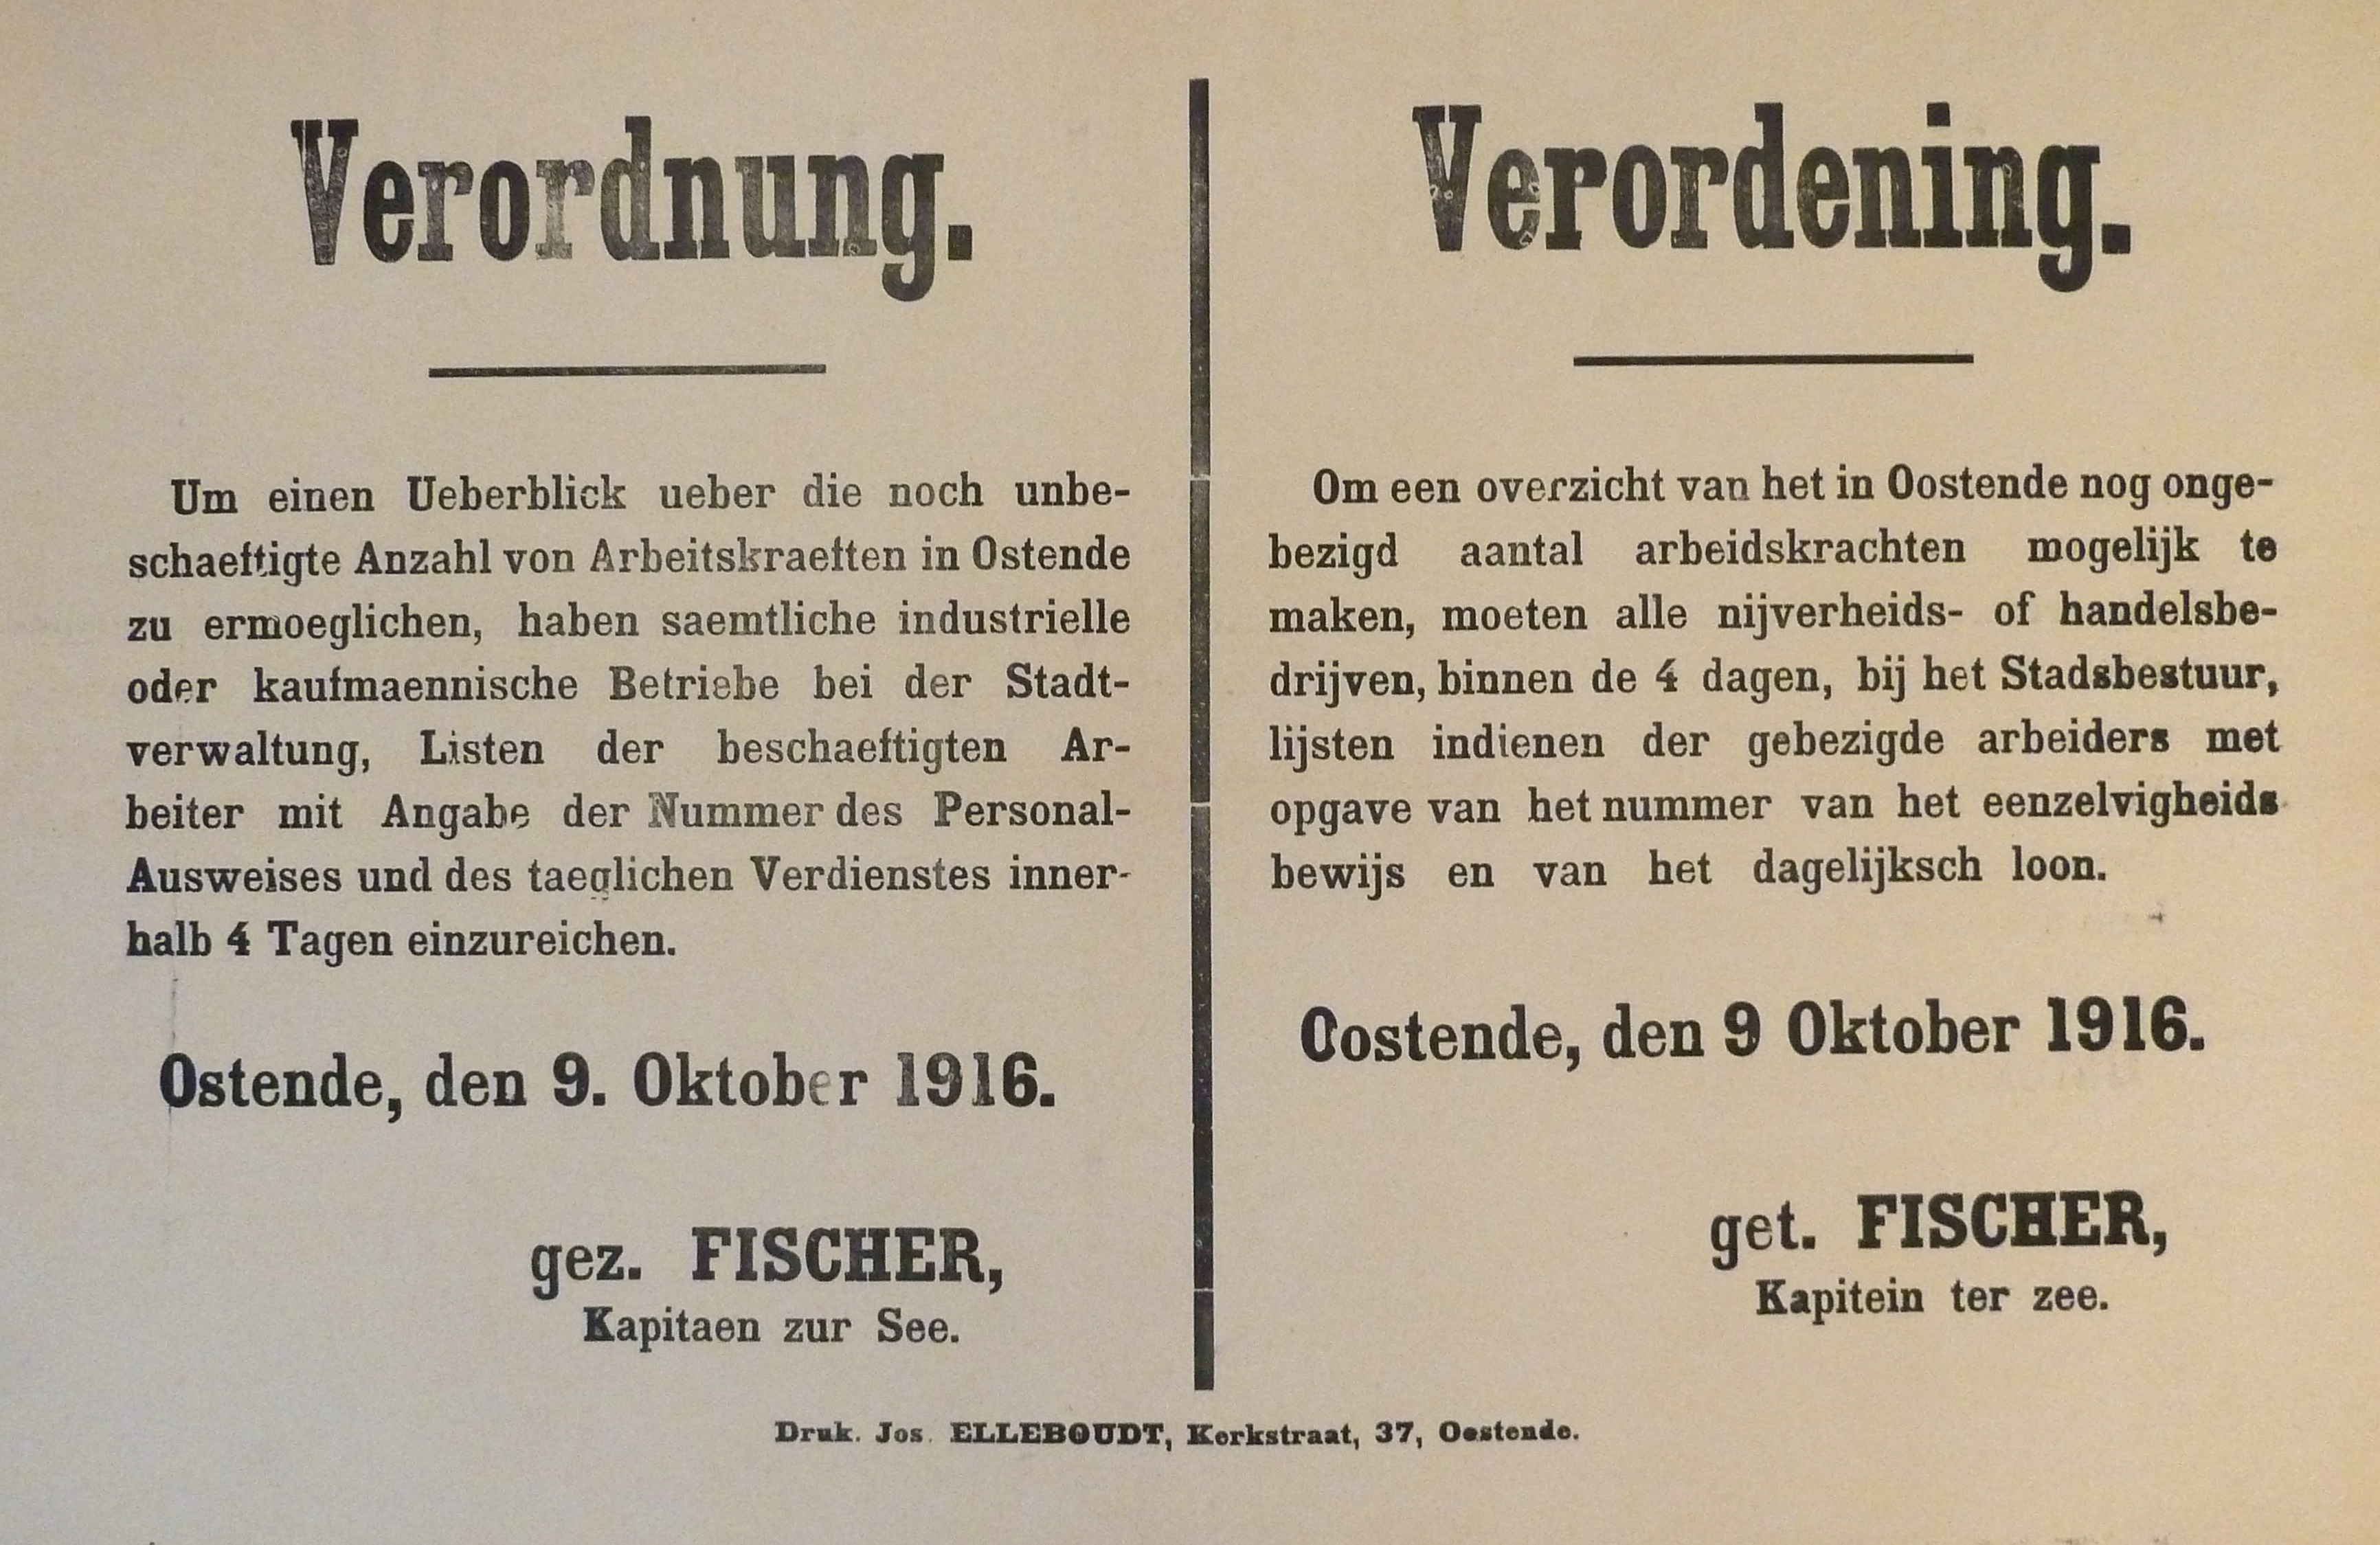 Verordnung.
Um einen Ueberblick ueber die noch unbe-
schaeftigte Anzahl von Arbeitskraeften in Ostende
zu ermoeglichen, haben saemtliche industrielle
oder kaufmaennische Betriebe bei der Stadt-
verwaltung, Listen der beschaeftigten Ar-
beiter mit Angabe der Nummer des Personal-
Ausweises und des taeglichen Verdienstes inner-
halb 4 Tagen einzureichen.
Ostende, den 9. Oktober 1916.
gez. FISCHER,
Kapitaen zur See.
Verordening.
Om een overzicht van het in Oostende nog onge-
bezigd aantal arbeidskrachten mogelijk te
maken, moeten alle nijverheids- of handelsbe-
drijven, binnen de 4 dagen, bij het Stadsbestuur,
lijsten indienen der gebezigde arbeiders met
opgave van het nummer van het eenzelvigheids
bewijs en van het dagelijksch loon.
Oostende, den 9 Oktober 1916.
get. FISCHER,
Kapitein ter zee.
Druk. Jos. ELLEBOUDT, Kerkstraat, 37, Oostende.